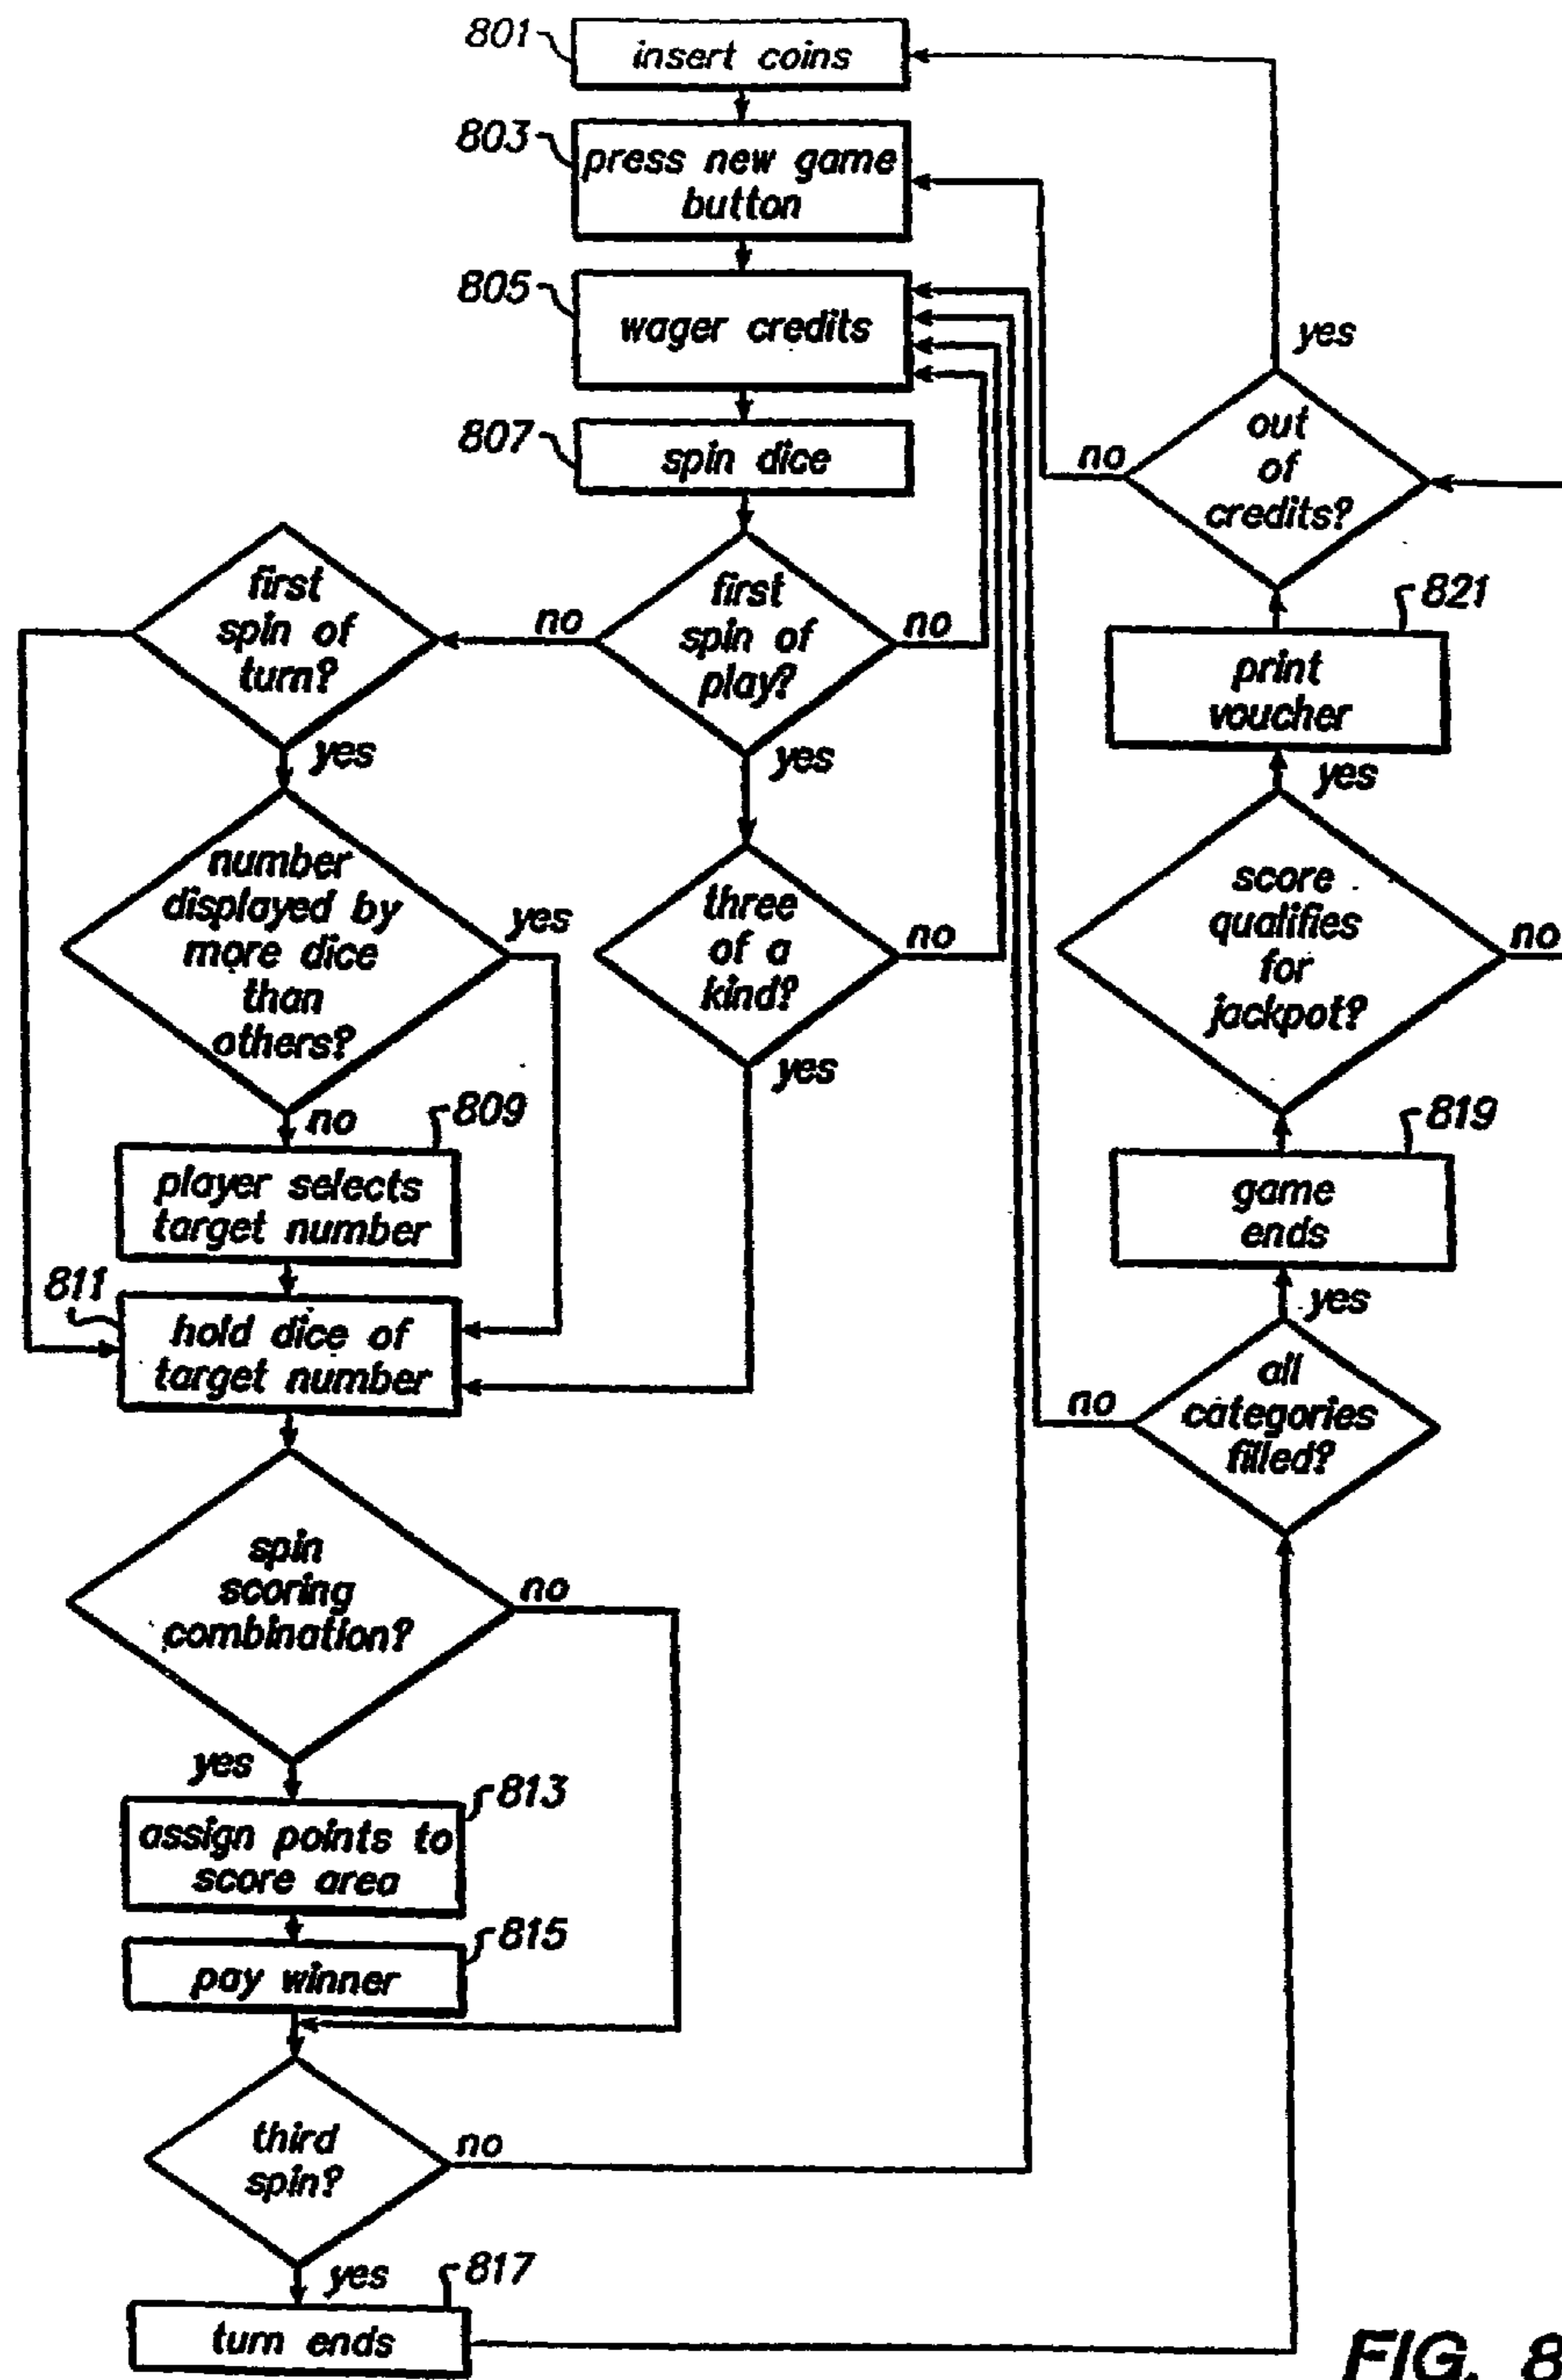 801
insert coins
803
press new game
button
805
wager credits
807
spin dice
first
spin of
play?
no
no
yes
first
spin of
turn?
yes
number
displayed by
more dice
than
others?
yes
no
three
of a
kind?
no
yes
809
player selects
target number
811
hold dice of
target number
spin
scoring
combination?
no
yes
813
assign points to
score area
815
pay winner
third
spin?
no
yes
817
turn ends
all
categories
filled?
no
yes
819
game
ends
score
qualifies
for
jackpot?
no
yes
821
print
voucher
out
of
credits?
no
yes
FIG. 8